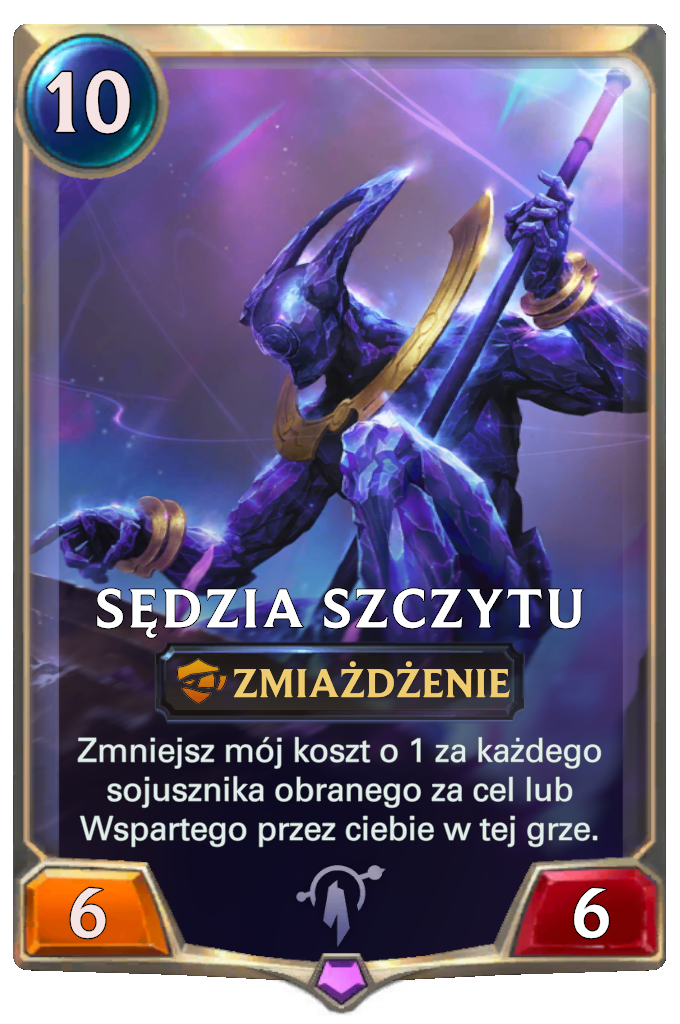 10
SĘDZIA SZCZYTU
ZMIAŻDŻENIE
Zmniejsz mój koszt o 1 za każdego
sojusznika obranego za cel lub
Wspartego przez ciebie w tej grze.
6
6